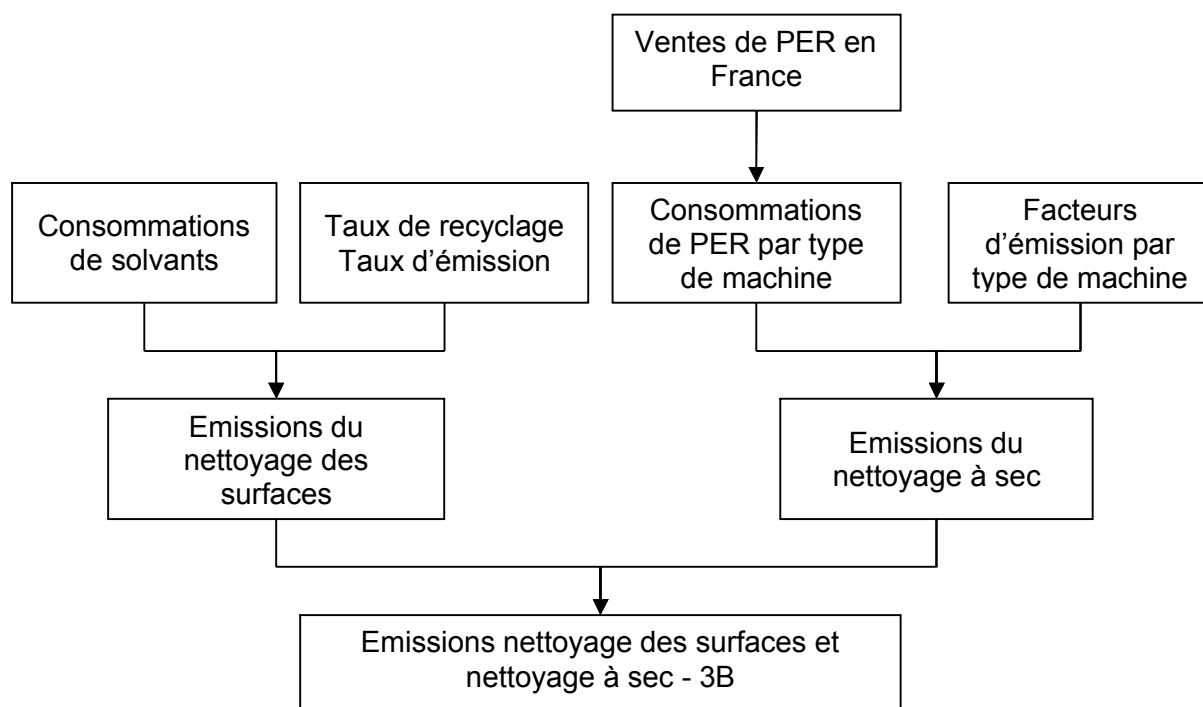 Ventes de PER en
France
Consommations
de solvants
Taux de recyclage
Taux d'émission
Consommations
de PER par type
de machine
Facteurs
d'émission par
type de machine
Emissions du
nettoyage des
surfaces
Emissions du
nettoyage à sec
Emissions nettoyage des surfaces et
nettoyage à sec - 3B